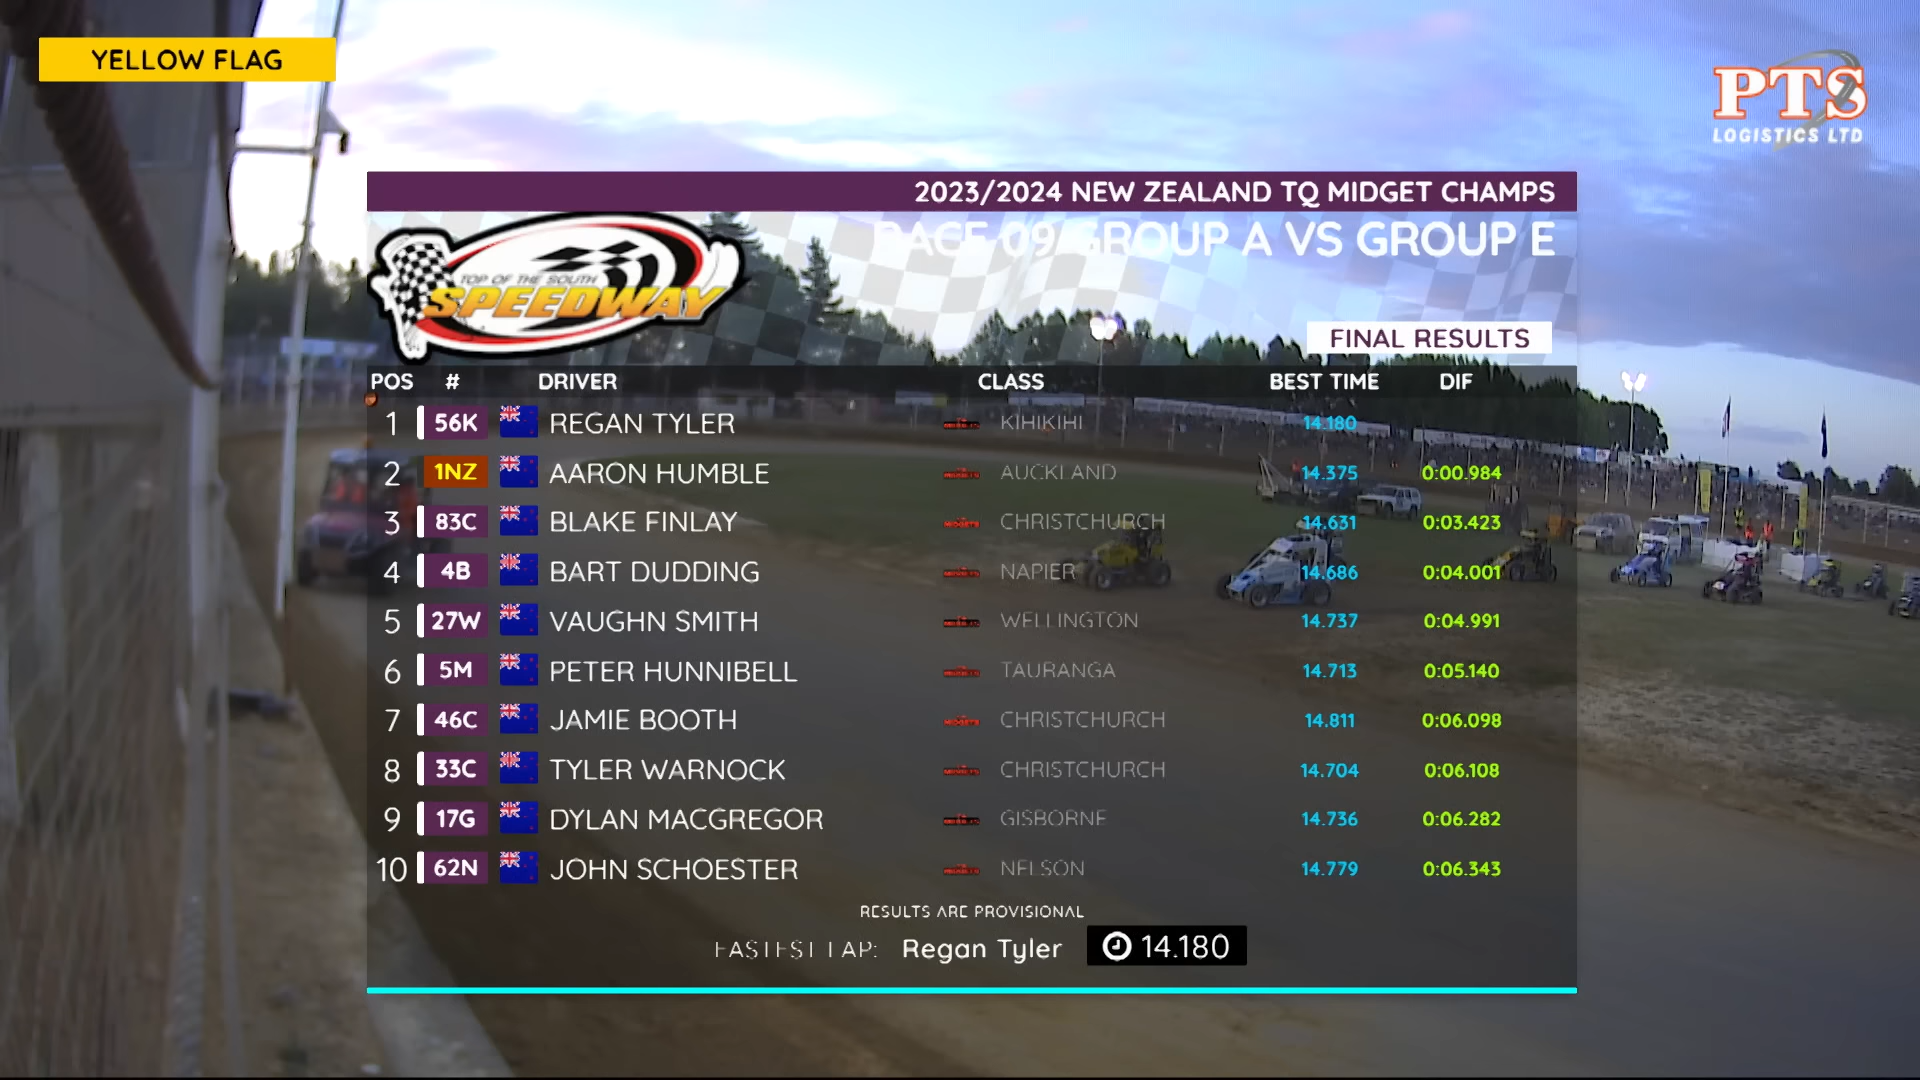 YELLOW FLAG
PTS
LOGISTICS LTD
2023/2024 NEW ZEALAND TQ MIDGET CHAMPS
RACE 09 GROUP A VS GROUP E
TOP OF THE SOUTH
SPEEDWAY
FINAL RESULTS
POS # DRIVER CLASS BEST TIME DIF
1 56K REGAN TYLER KIHIKIHI 14.180
2 1NZ AARON HUMBLE AUCKLAND 14.375 0:00.984
3 83C BLAKE FINLAY CHRISTCHURCH 14.631 0:03.423
4 4B BART DUDDING NAPIER 14.686 0:04.001
5 27W VAUGHN SMITH WELLINGTON 14.737 0:04.991
6 5M PETER HUNNIBELL TAURANGA 14.713 0:05.140
7 46C JAMIE BOOTH CHRISTCHURCH 14.811 0:06.098
8 33C TYLER WARNOCK CHRISTCHURCH 14.704 0:06.108
9 17G DYLAN MACGREGOR GISBORNE 14.736 0:06.282
10 62N JOHN SCHOESTER NELSON 14.779 0:06.343
RESULTS ARE PROVISIONAL
FASTEST LAP: Regan Tyler 14.180